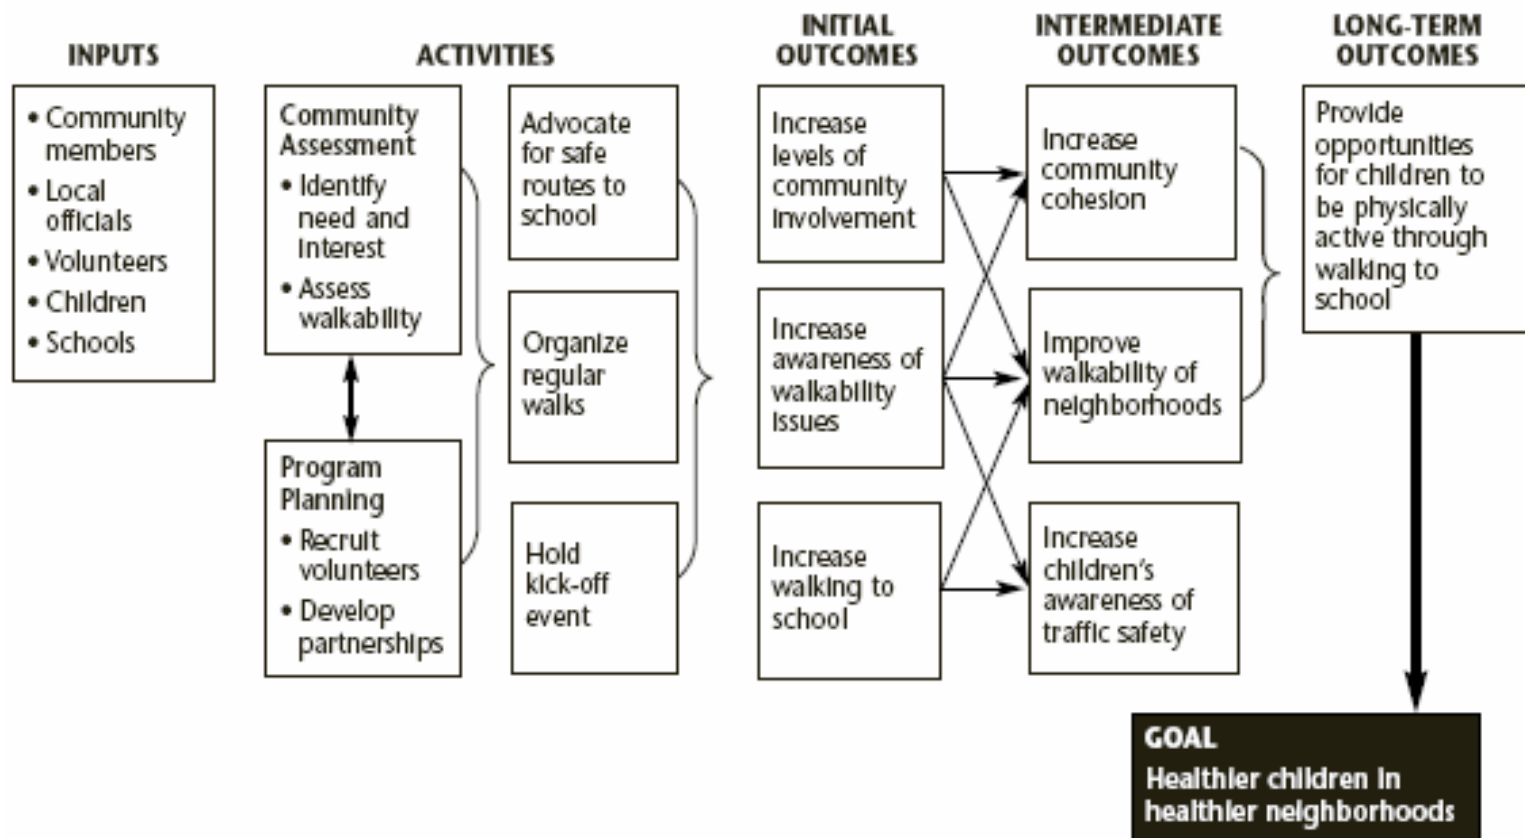 INPUTS
• Community
members
• Local
officials
• Volunteers
• Children
• Schools
ACTIVITIES
Community
Assessment
• Identify
need and
interest
• Assess
walkability
Program
Planning
• Recruit
volunteers
• Develop
partnerships
Advocate
for safe
routes to
school
Organize
regular
walks
Hold
kick-off
event
INITIAL
OUTCOMES
Increase
levels of
community
involvement
Increase
awareness of
walkability
issues
Increase
walking to
school
INTERMEDIATE
OUTCOMES
Increase
community
cohesion
Improve
walkability of
neighborhoods
Increase
children's
awareness of
traffic safety
LONG-TERM
OUTCOMES
Provide
opportunities
for children to
be physically
active through
walking to
school
GOAL
Healthier children in
healthier neighborhoods